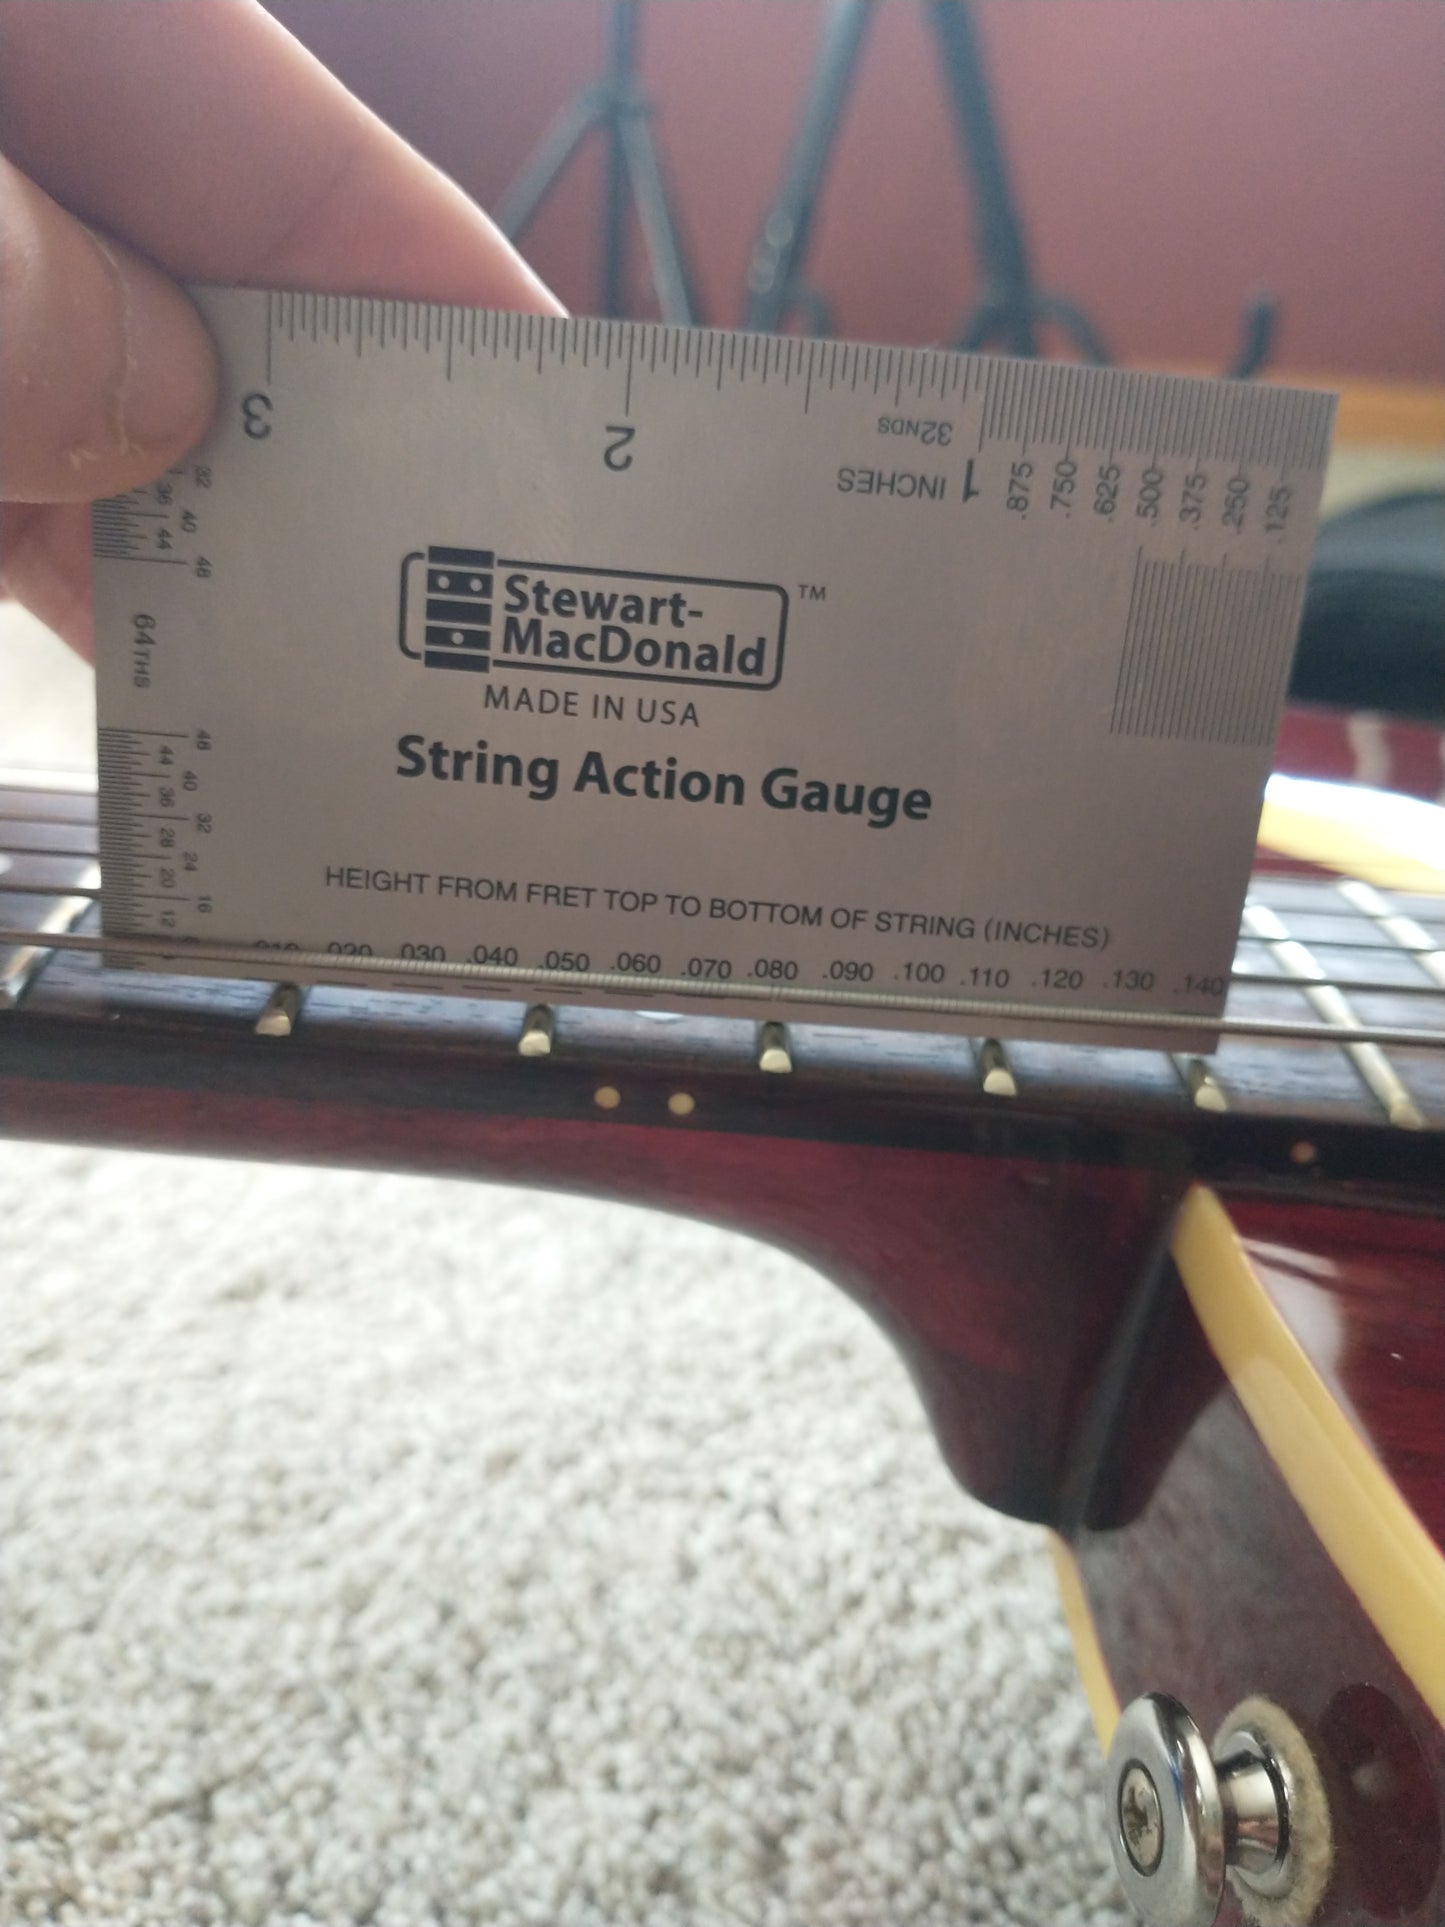 3
2
32NDS
INCHES 1
.875 .750 .625 .500 .375 .250 .125
32
36 40
44 48
64THS
48
44 40
36 32
28 24
20 16
12
Stewart-
MacDonald
TM
MADE IN USA
String Action Gauge
HEIGHT FROM FRET TOP TO BOTTOM OF STRING (INCHES)
.010 .020 .030 .040 .050 .060 .070 .080 .090 .100 .110 .120 .130 .140